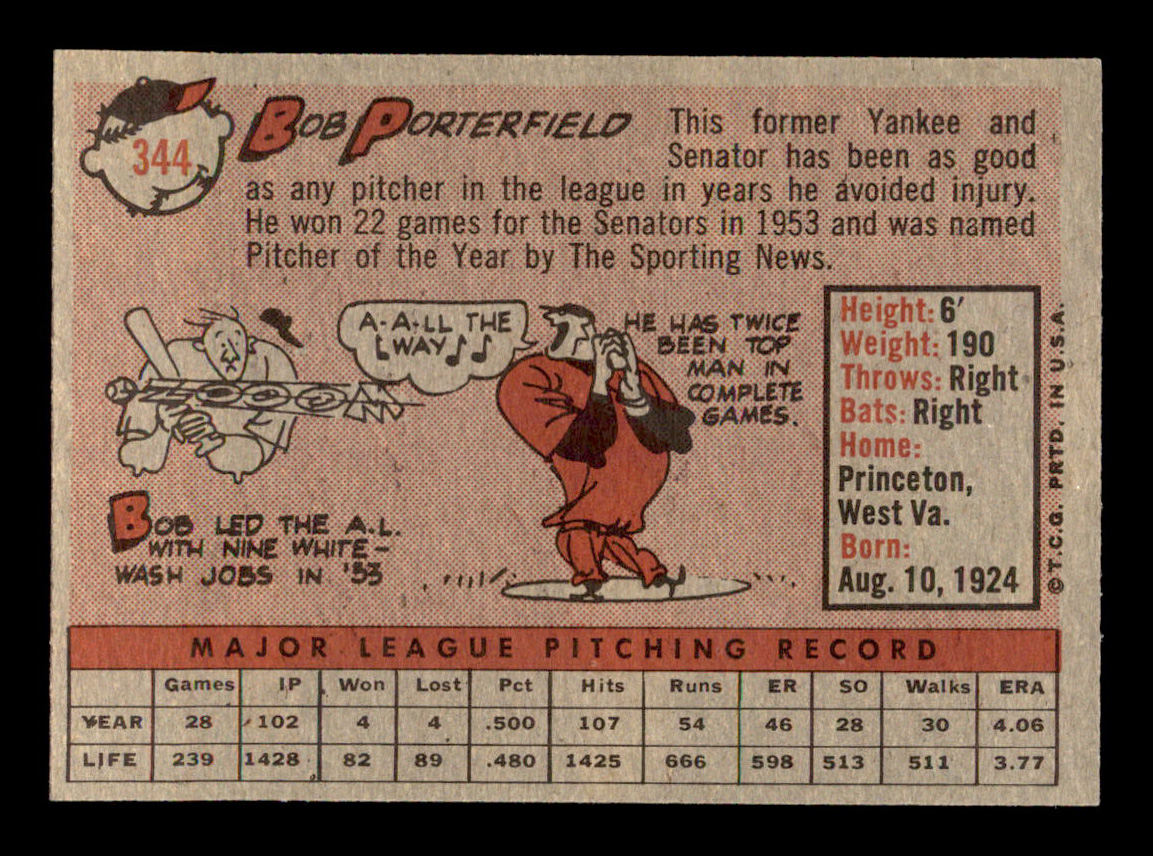 344
BOB PORTERFIELD
This former Yankee and
Senator has been as good
as any pitcher in the league in years he avoided injury.
He won 22 games for the Senators in 1953 and was named
Pitcher of the Year by The Sporting News.
ZOOOM
A-A-LL THE
WAY
HE HAS TWICE
BEEN TOP
MAN IN
COMPLETE
GAMES.
BOB LED THE A.L.
WITH NINE WHITE-
WASH JOBS IN '53
Height: 6'
Weight: 190
Throws: Right
Bats: Right
Home:
Princeton,
West Va.
Born:
Aug. 10, 1924
© T.C.G. PRTD. IN U.S.A.
MAJOR LEAGUE PITCHING RECORD
Games IP Won Lost Pct Hits Runs ER SO Walks ERA
YEAR 28 102 4 4 .500 107 54 46 28 30 4.06
LIFE 239 1428 82 89 .480 1425 666 598 513 511 3.77